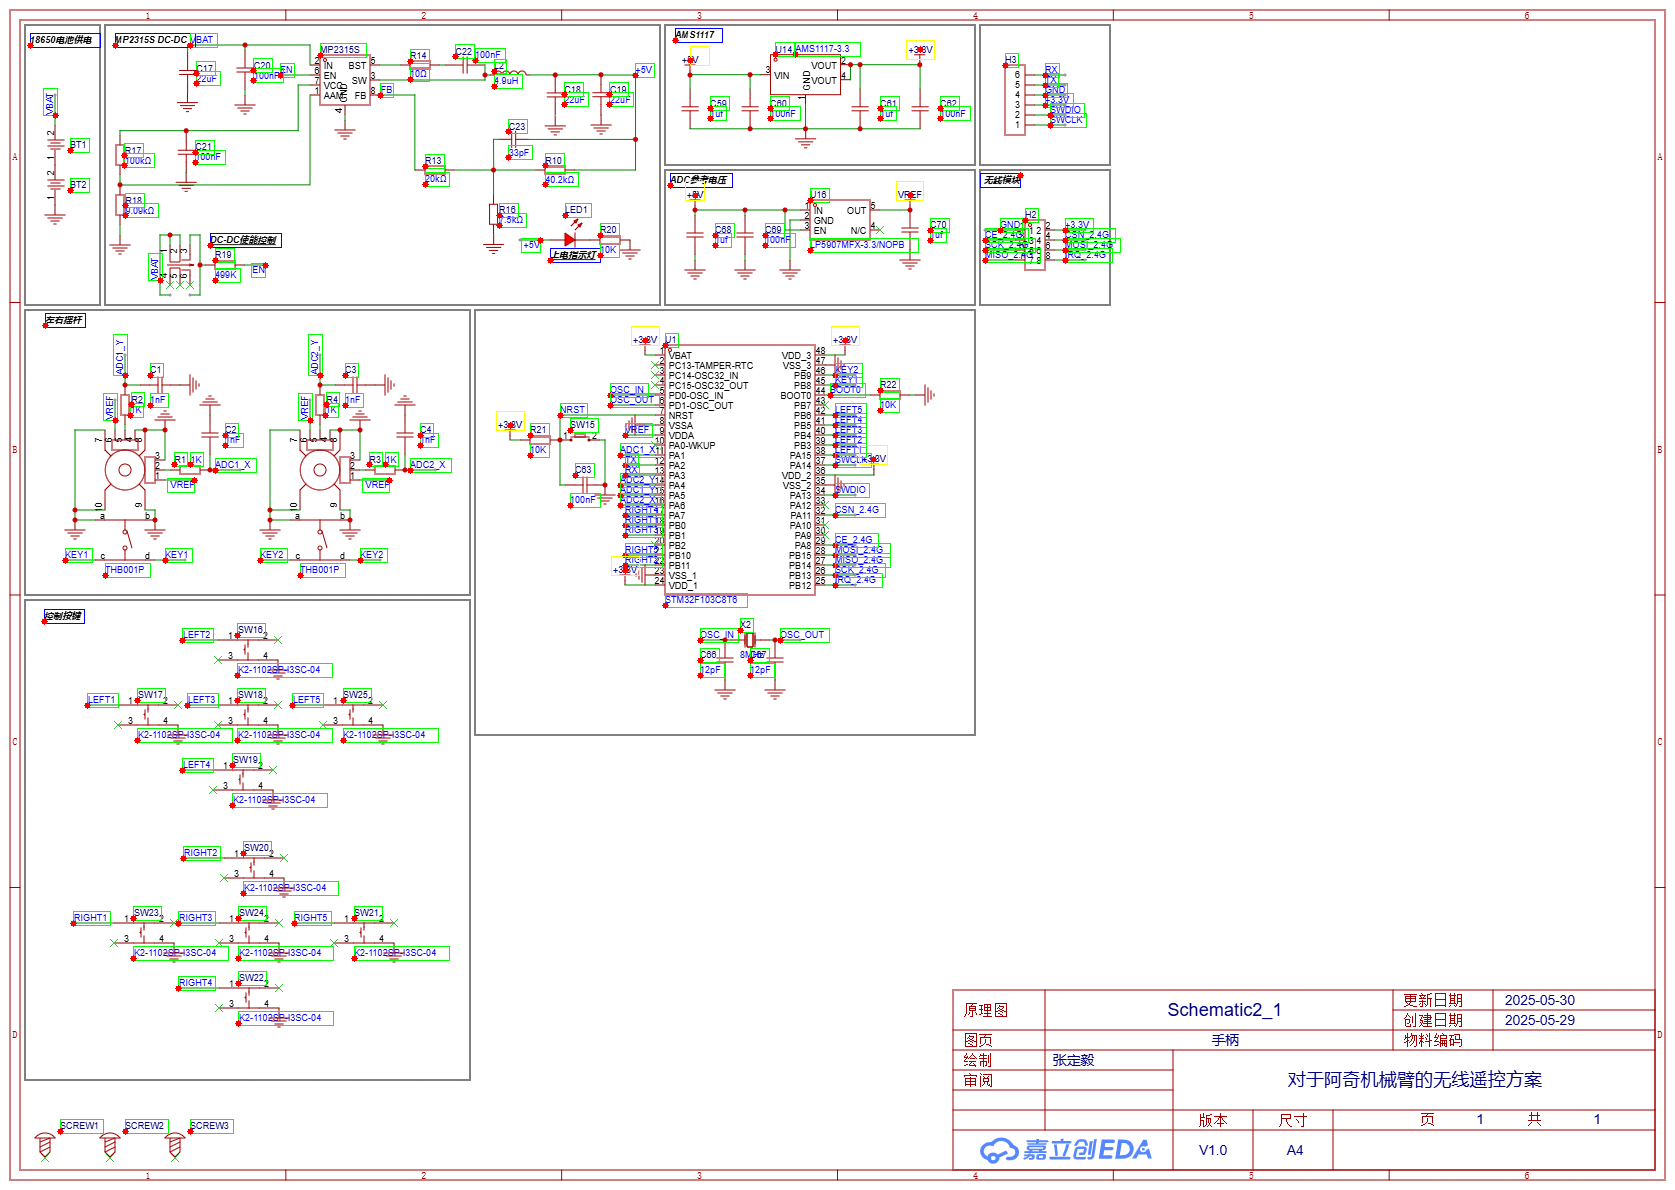 18650电池供电
VBAT
2
BT1
1
2
BT2
1
MP2315S DC-DC
VBAT
C17
22uF
C20
100nF
EN
MP2315S
IN
EN
VCC
AAM
GND
BST
SW
FB
FB
R14
10Ω
C22
100nF
4.9uH
C18
22uF
C19
22uF
+5V
C23
33pF
R13
20kΩ
R10
40.2kΩ
R16
LED1
+5V
R20
10K
上电指示灯
R17
100kΩ
C21
100nF
R18
9.09kΩ
DC-DC使能控制
VBAT
R19
499K
EN
AMS1117
+5V
U14
AMS1117-3.3
VIN
VOUT
VOUT
GND
+3.3V
C59
1uf
C60
100nF
C61
1uf
C62
100nF
H3
6
5
4
3
2
1
RX
TX
GND
+3.3V
SWDIO
SWCLK
ADC参考电压
+5V
U16
IN
GND
EN
OUT
N/C
VREF
C68
1uf
C69
100nF
C70
1uf
LP5907MFX-3.3/NOPB
无线模块
H2
GND
CE_2.4G
SCK_2.4G
MISO_2.4G
+3.3V
CSN_2.4G
MOSI_2.4G
IRQ_2.4G
左右摇杆
ADC1_Y
C1
1nF
VREF
R2
1K
C2
1nF
R1
1K
ADC1_X
VREF
KEY1
KEY1
THB001P
ADC2_Y
C3
1nF
VREF
R4
1K
C4
1nF
R3
1K
ADC2_X
VREF
KEY2
KEY2
THB001P
+3.3V
U1
+3.3V
VBAT
PC13-TAMPER-RTC
PC14-OSC32_IN
PC15-OSC32_OUT
PD0-OSC_IN
PD1-OSC_OUT
NRST
VSSA
VDDA
PA0-WKUP
PA1
PA2
PA3
PA4
PA5
PA6
PA7
PB0
PB1
PB2
PB10
PB11
VSS_1
VDD_1
VDD_3
VSS_3
PB9
PB8
BOOT0
PB7
PB6
PB5
PB4
PB3
PA15
PA14
VDD_2
VSS_2
PA13
PA12
PA11
PA10
PA9
PA8
PB15
PB14
PB13
PB12
OSC_IN
OSC_OUT
NRST
VREF
ADC1_X
TX
RX
ADC2_Y
ADC1_Y
ADC2_X
KEY2
KEY1
BOOT0
R22
10K
LEFT5
LEFT4
LEFT3
LEFT2
LEFT1
SWCLK
+3.3V
SWDIO
CSN_2.4G
CE_2.4G
MOSI_2.4G
MISO_2.4G
SCK_2.4G
IRQ_2.4G
+3.3V
R21
10K
SW15
C63
100nF
+3.3V
STM32F103C8T6
OSC_IN
X2
OSC_OUT
C66
12pF
12pF
控制按键
LEFT2
SW16
K2-1102SP-I3SC-04
LEFT1
SW17
LEFT3
SW18
LEFT5
SW25
K2-1102SP-I3SC-04
K2-1102SP-I3SC-04
K2-1102SP-I3SC-04
LEFT4
SW19
K2-1102SP-I3SC-04
RIGHT2
SW20
K2-1102SP-I3SC-04
RIGHT1
SW23
RIGHT3
SW24
RIGHT5
SW21
K2-1102SP-I3SC-04
K2-1102SP-I3SC-04
K2-1102SP-I3SC-04
RIGHT4
SW22
K2-1102SP-I3SC-04
SCREW1
SCREW2
SCREW3
原理图
Schematic2_1
更新日期
2025-05-30
创建日期
2025-05-29
图页
手柄
物料编码
绘制
张定毅
审阅
对于阿奇机械臂的无线遥控方案
版本
尺寸
页
1
共
1
嘉立创EDA
V1.0
A4